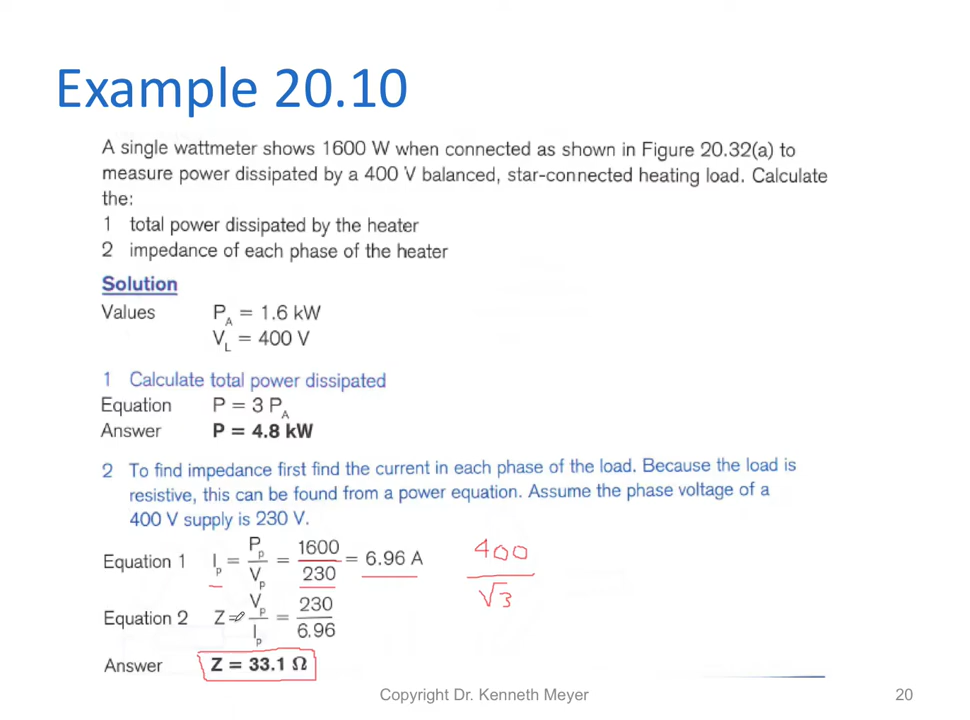 Example 20.10
A single wattmeter shows 1600 W when connected as shown in Figure 20.32(a) to
measure power dissipated by a 400 V balanced, star-connected heating load. Calculate
the:
1 total power dissipated by the heater
2 impedance of each phase of the heater
Solution
Values P_A = 1.6 kW
V_L = 400 V
1 Calculate total power dissipated
Equation P = 3 P_A
Answer P = 4.8 kW
2 To find impedance first find the current in each phase of the load. Because the load is
resistive, this can be found from a power equation. Assume the phase voltage of a
400 V supply is 230 V.
Equation 1 I_p = P_p / V_p = 1600 / 230 = 6.96 A
400 / √3
Equation 2 Z = V_p / I_p = 230 / 6.96
Answer Z = 33.1 Ω
Copyright Dr. Kenneth Meyer
20